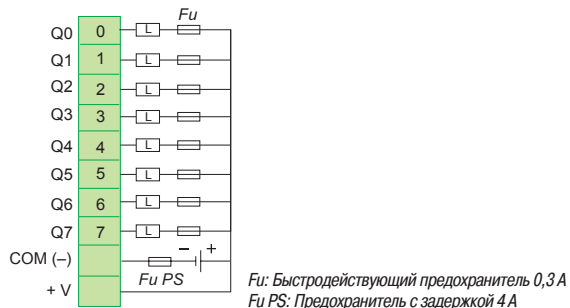 Fu
Q0 0 L
Q1 1 L
Q2 2 L
Q3 3 L
Q4 4 L
Q5 5 L
Q6 6 L
Q7 7 L
COM (–) – +
Fu PS
+ V
Fu: Быстродействующий предохранитель 0,3 А
Fu PS: Предохранитель с задержкой 4 А